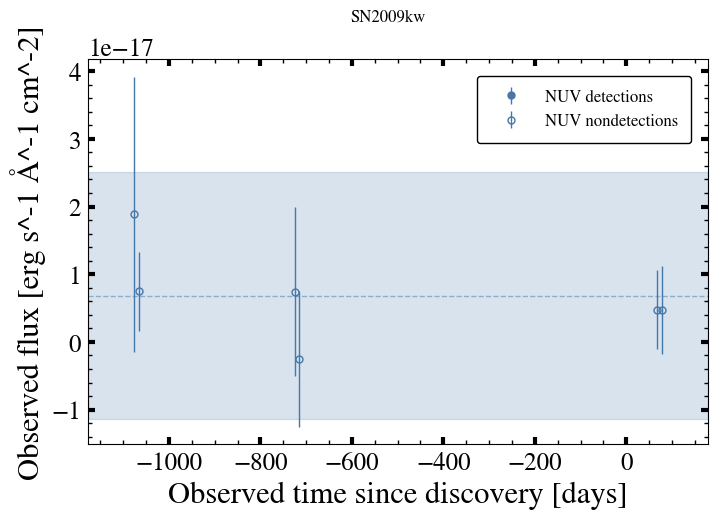 SN2009kw
1e−17
4
3
2
1
0
−1
Observed flux [erg s^-1 Å^-1 cm^-2]
NUV detections
NUV nondetections
−1000 −800 −600 −400 −200 0
Observed time since discovery [days]